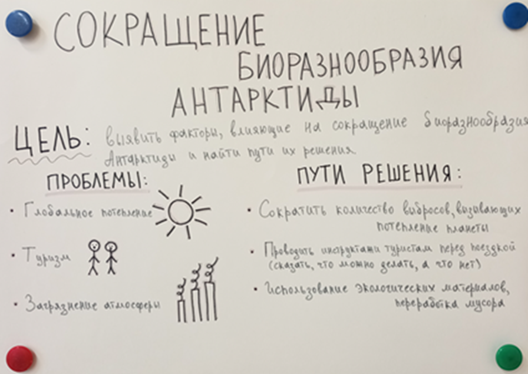 СОКРАЩЕНИЕ
БИОРАЗНООБРАЗИЯ
АНТАРКТИДЫ
ЦЕЛЬ: выявить факторы, влияющие на сокращение биоразнообразия
Антарктиды и найти пути их решения
ПРОБЛЕМЫ:
• Глобальное потепление
• Туризм
• Загрязнение атмосферы
ПУТИ РЕШЕНИЯ:
• Сократить количество выбросов, вызывающих
потепление планеты
• Проводить инструктажи туристам перед поездкой
(сказать, что можно делать, а что нет)
• Использование экологических материалов,
переработка мусора